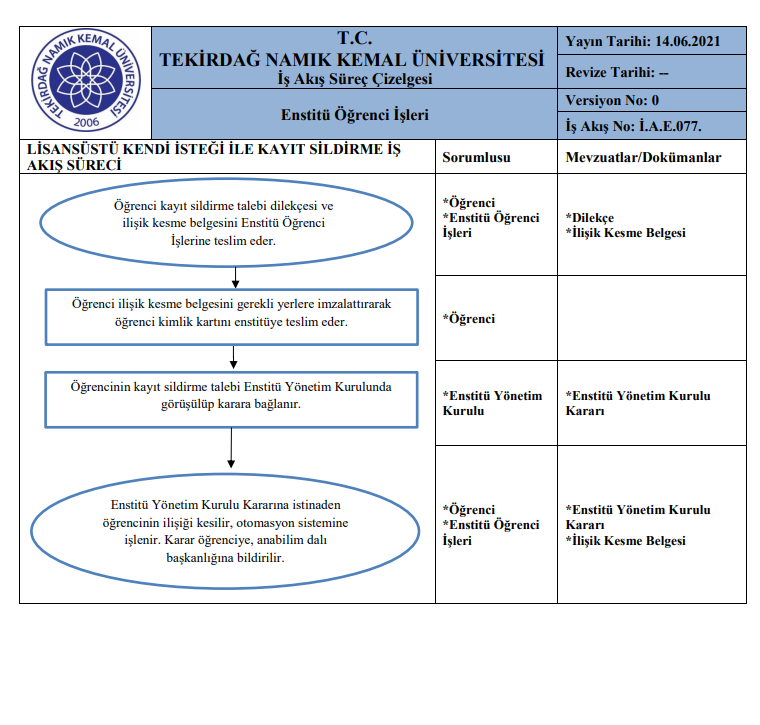 TEKİRDAĞ NAMIK KEMAL ÜNİVERSİTESİ
2006
T.C.
TEKİRDAĞ NAMIK KEMAL ÜNİVERSİTESİ
İş Akış Süreç Çizelgesi
Enstitü Öğrenci İşleri
Yayın Tarihi: 14.06.2021
Revize Tarihi: --
Versiyon No: 0
İş Akış No: İ.A.E.077.
LİSANSÜSTÜ KENDİ İSTEĞİ İLE KAYIT SİLDİRME İŞ
AKIŞ SÜRECİ
Sorumlusu
Mevzuatlar/Dokümanlar
Öğrenci kayıt sildirme talebi dilekçesi ve
ilişik kesme belgesini Enstitü Öğrenci
İşlerine teslim eder.
*Öğrenci
*Enstitü Öğrenci
İşleri
*Dilekçe
*İlişik Kesme Belgesi
Öğrenci ilişik kesme belgesini gerekli yerlere imzalattırarak
öğrenci kimlik kartını enstitüye teslim eder.
*Öğrenci
Öğrencinin kayıt sildirme talebi Enstitü Yönetim Kurulunda
görüşülüp karara bağlanır.
*Enstitü Yönetim
Kurulu
*Enstitü Yönetim Kurulu
Kararı
Enstitü Yönetim Kurulu Kararına istinaden
öğrencinin ilişiği kesilir, otomasyon sistemine
işlenir. Karar öğrenciye, anabilim dalı
başkanlığına bildirilir.
*Öğrenci
*Enstitü Öğrenci
İşleri
*Enstitü Yönetim Kurulu
Kararı
*İlişik Kesme Belgesi